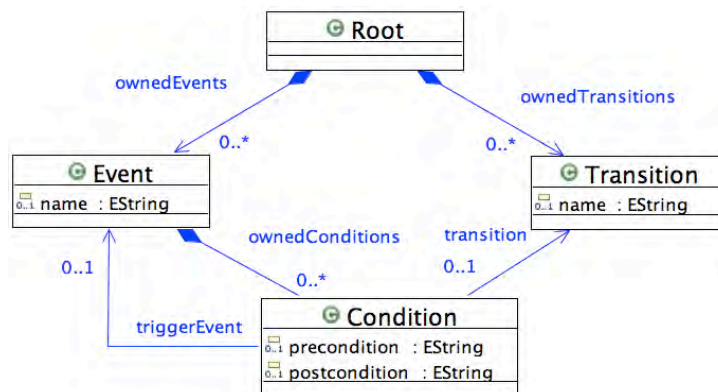 Root
ownedEvents
ownedTransitions
0..*
0..*
Event
0..1 name : EString
Transition
0..1 name : EString
ownedConditions
transition
0..1
0..*
0..1
triggerEvent
Condition
0..1 precondition : EString
0..1 postcondition : EString